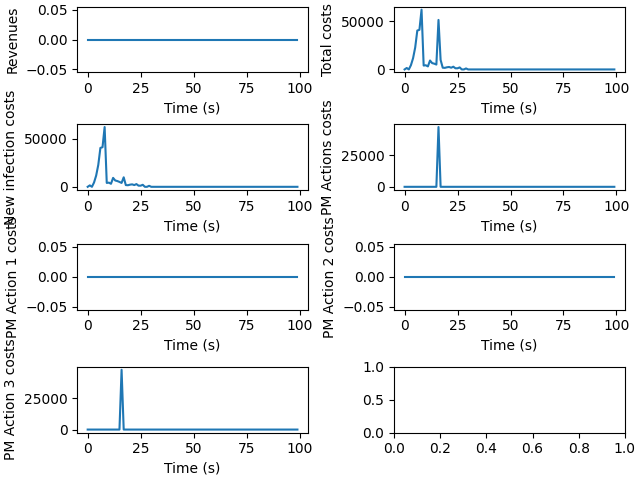 Revenues
0.05
0.00
−0.05
0 25 50 75 100
Time (s)
Total costs
50000
0
0 25 50 75 100
Time (s)
New infection costs
50000
0
0 25 50 75 100
Time (s)
PM Actions costs
25000
0
0 25 50 75 100
Time (s)
PM Action 1 costs
0.05
0.00
−0.05
0 25 50 75 100
Time (s)
PM Action 2 costs
0.05
0.00
−0.05
0 25 50 75 100
Time (s)
PM Action 3 costs
25000
0
0 25 50 75 100
Time (s)
1.0
0.5
0.0
0.0 0.2 0.4 0.6 0.8 1.0